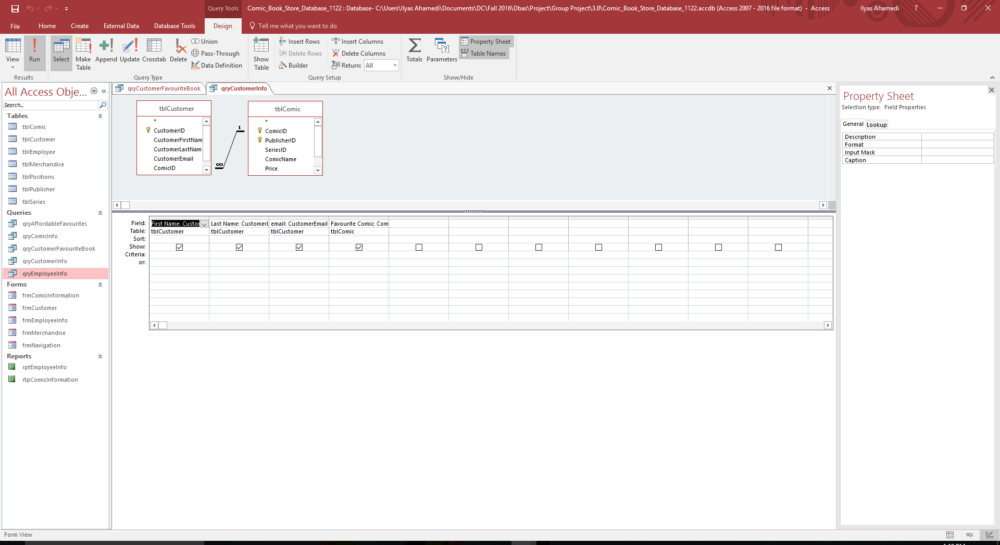 Query Tools
Comic_Book_Store_Database_1122 : Database- C:\Users\Ilyas Ahamedi\Documents\DC\Fall 2016\Dbas\Project\Group Project\3.0\Comic_Book_Store_Database_1122.accdb (Access 2007 - 2016 file format) - Access
Ilyas Ahamedi
?
File
Home
Create
External Data
Database Tools
Design
Tell me what you want to do
View
Run
Select
Make Table
Append
Update
Crosstab
Delete
Union
Pass-Through
Data Definition
Show Table
Insert Rows
Delete Rows
Builder
Insert Columns
Delete Columns
Return: All
Totals
Parameters
Property Sheet
Table Names
Results
Query Type
Query Setup
Show/Hide
All Access Obje...
Search...
Tables
tblComic
tblCustomer
tblEmployee
tblMerchandise
tblPositions
tblPublisher
tblSeries
Queries
qryAffordableFavourites
qryComicInfo
qryCustomerFavouriteBook
qryCustomerInfo
qryEmployeeInfo
Forms
frmComicInformation
frmCustomer
frmEmployeeInfo
frmMerchandise
frmNavigation
Reports
rptEmployeeInfo
rtpComicInformation
qryCustomerFavouriteBook
qryCustomerInfo
tblCustomer
*
CustomerID
CustomerFirstNam
CustomerLastNam
CustomerEmail
ComicID
1
∞
tblComic
*
ComicID
PublisherID
SeriesID
ComicName
Price
Field: First Name: Custor Last Name: CustomerL email: CustomerEmail Favourite Comic: Com
Table: tblCustomer tblCustomer tblCustomer tblComic
Sort:
Show:
Criteria:
or:
Property Sheet
Selection type: Field Properties
General
Lookup
Description
Format
Input Mask
Caption
Form View
SQL